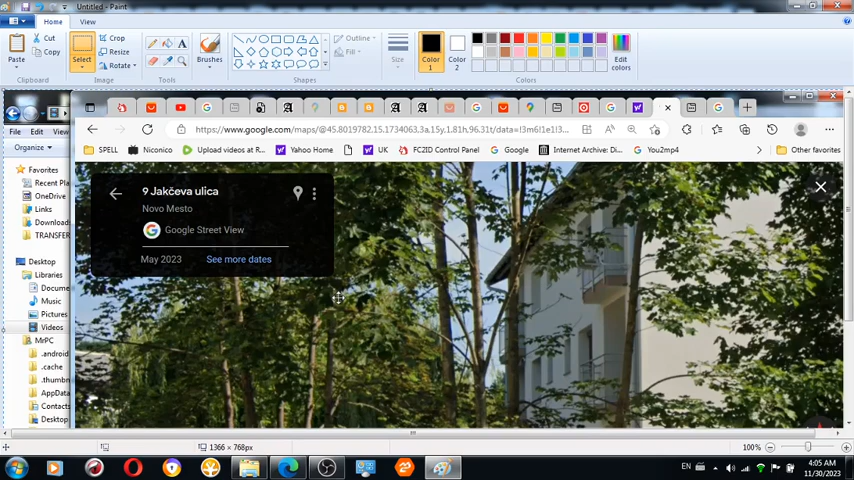 Untitled - Paint
Home
View
Paste
Cut
Copy
Clipboard
Select
Crop
Resize
Rotate
Image
Tools
Brushes
Shapes
Outline
Fill
Size
Color 1
Color 2
Colors
Edit colors
File
Edit
Organize
https://www.google.com/maps/@45.8019782,15.1734063,3a,15y,1.81h,96.31t/data=!3m6!1e1!3...
SPELL
Niconico
Upload videos at R...
Yahoo Home
UK
FC2ID Control Panel
Google
Internet Archive: Di...
You2mp4
Other favorites
Favorites
Recent Pla
OneDrive
Links
Downloads
TRANSFER
Desktop
Libraries
Docume
Music
Pictures
Videos
MrPC
.android
.cache
.thumbn
AppData
Contacts
Desktop
9 Jakčeva ulica
Novo Mesto
Google Street View
May 2023
See more dates
1366 × 768px
100%
EN
4:05 AM
11/30/2023